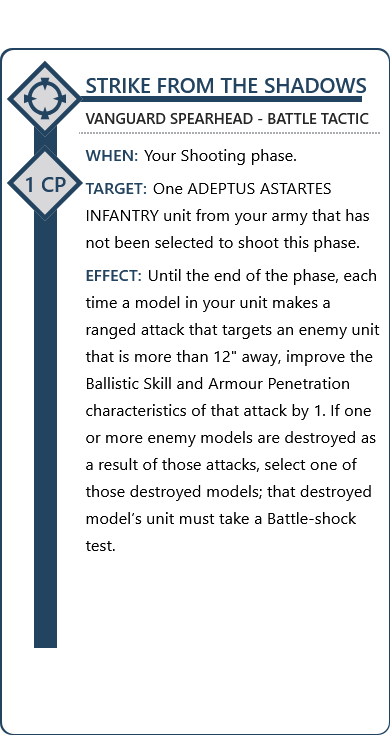 STRIKE FROM THE SHADOWS
VANGUARD SPEARHEAD - BATTLE TACTIC
WHEN: Your Shooting phase.
1 CP
TARGET: One ADEPTUS ASTARTES
INFANTRY unit from your army that has
not been selected to shoot this phase.
EFFECT: Until the end of the phase, each
time a model in your unit makes a
ranged attack that targets an enemy unit
that is more than 12" away, improve the
Ballistic Skill and Armour Penetration
characteristics of that attack by 1. If one
or more enemy models are destroyed as
a result of those attacks, select one of
those destroyed models; that destroyed
model’s unit must take a Battle-shock
test.